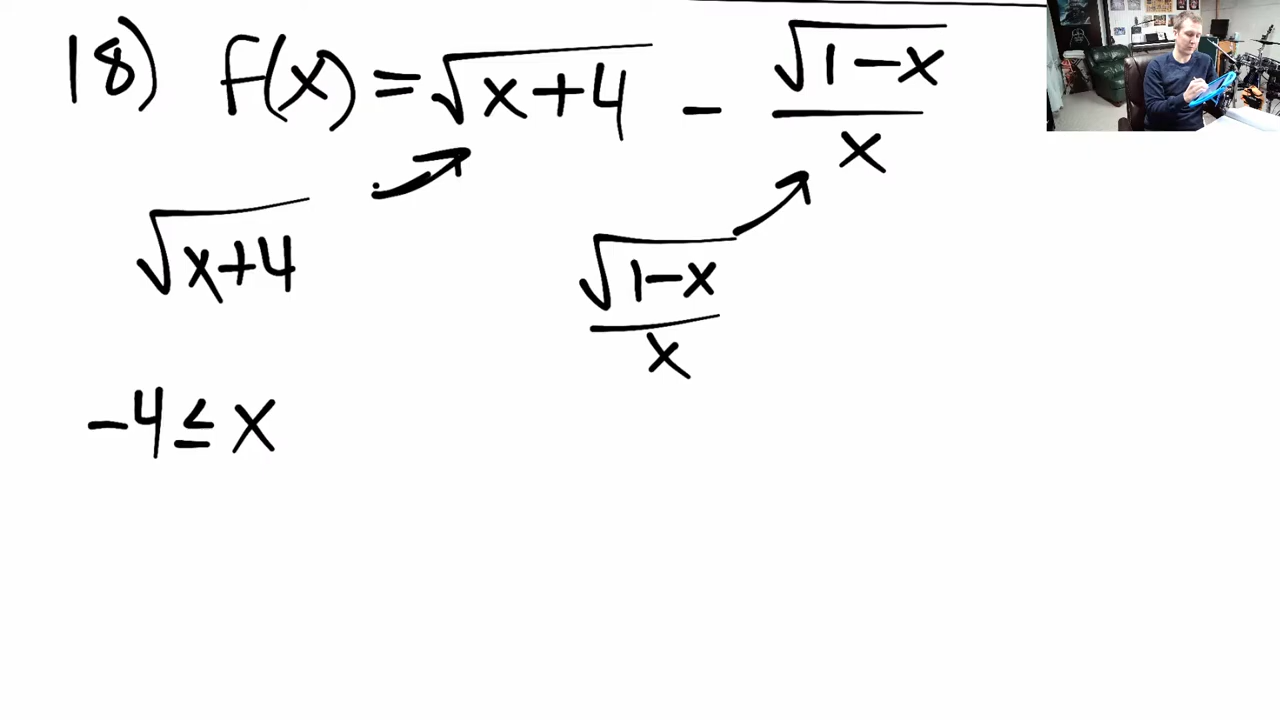 18) f(x) = √(x+4) - √(1-x)/x
√(x+4)
√(1-x)/x
-4 ≤ x